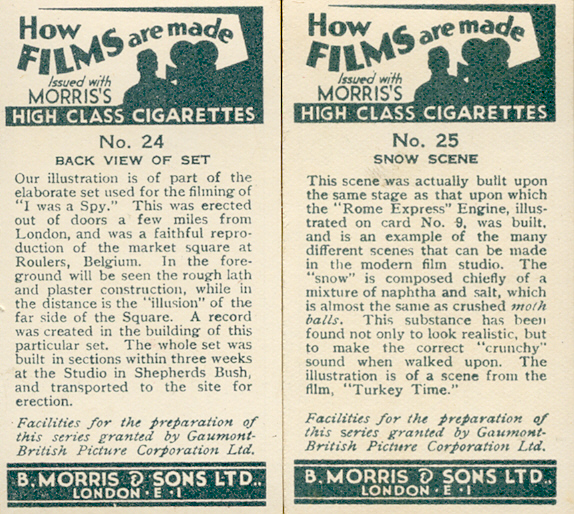 How
FILMS are made
Issued with
MORRIS'S
HIGH CLASS CIGARETTES
No. 24
BACK VIEW OF SET
Our illustration is of part of the
elaborate set used for the filming of
"I was a Spy." This was erected
out of doors a few miles from
London, and was a faithful repro-
duction of the market square at
Roulers, Belgium. In the fore-
ground will be seen the rough lath
and plaster construction, while in
the distance is the "illusion" of the
far side of the Square. A record
was created in the building of this
particular set. The whole set was
built in sections within three weeks
at the Studio in Shepherds Bush,
and transported to the site for
erection.
Facilities for the preparation of
this series granted by Gaumont-
British Picture Corporation Ltd.
B. MORRIS & SONS LTD.,
LONDON · E · 1
How
FILMS are made
Issued with
MORRIS'S
HIGH CLASS CIGARETTES
No. 25
SNOW SCENE
This scene was actually built upon
the same stage as that upon which
the "Rome Express" Engine, illus-
trated on card No. 9, was built,
and is an example of the many
different scenes that can be made
in the modern film studio. The
"snow" is composed chiefly of a
mixture of naphtha and salt, which
is almost the same as crushed moth
balls. This substance has been
found not only to look realistic, but
to make the correct "crunchy"
sound when walked upon. The
illustration is of a scene from the
film, "Turkey Time."
Facilities for the preparation of
this series granted by Gaumont-
British Picture Corporation Ltd.
B. MORRIS & SONS LTD.,
LONDON · E · 1